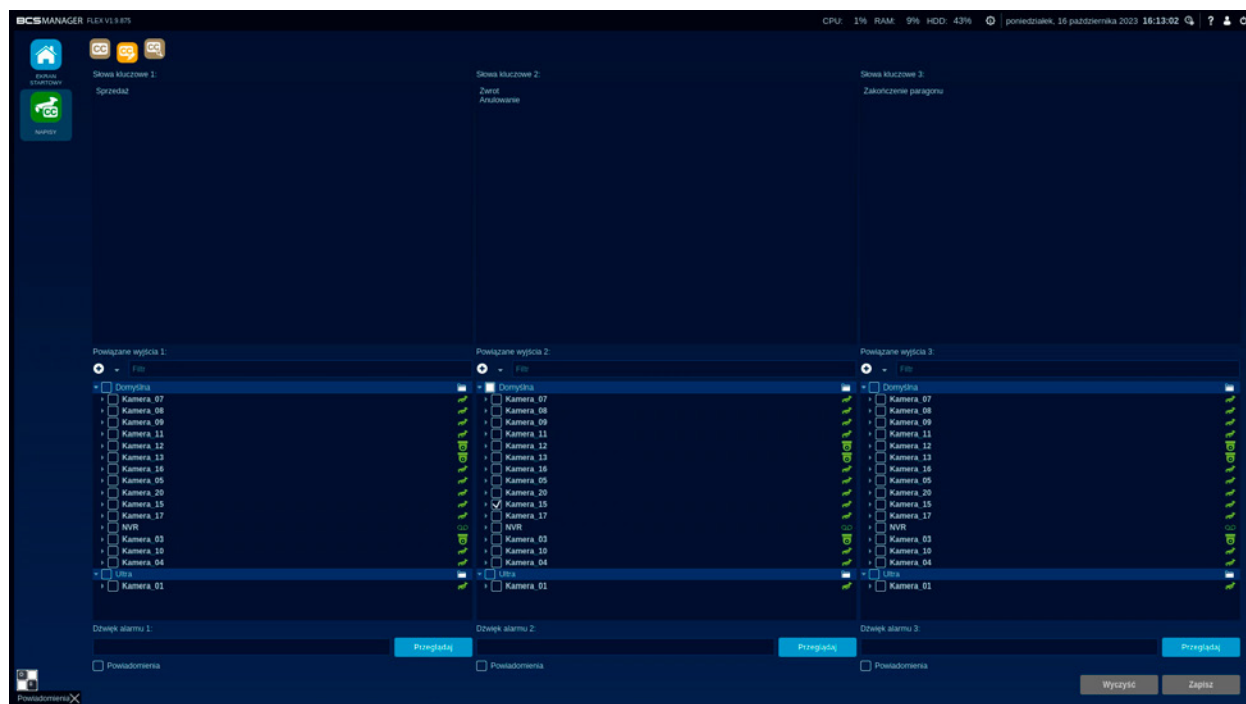 BCSMANAGER FLEX V1.9.875
CPU: 1% RAM: 9% HDD: 43% poniedziałek, 16 października 2023 16:13:02 ?
EKRAN STARTOWY
CC
NAPISY
CC CC CC
Słowa kluczowe 1: Słowa kluczowe 2: Słowa kluczowe 3:
Sprzedaż Zwrot Zakończenie paragonu
Anulowanie
Powiązane wyjścia 1: Powiązane wyjścia 2: Powiązane wyjścia 3:
Filtr Filtr Filtr
Domyślna Domyślna Domyślna
Kamera_07 Kamera_07 Kamera_07
Kamera_08 Kamera_08 Kamera_08
Kamera_09 Kamera_09 Kamera_09
Kamera_11 Kamera_11 Kamera_11
Kamera_12 Kamera_12 Kamera_12
Kamera_13 Kamera_13 Kamera_13
Kamera_16 Kamera_16 Kamera_16
Kamera_05 Kamera_05 Kamera_05
Kamera_20 Kamera_20 Kamera_20
Kamera_15 Kamera_15 Kamera_15
Kamera_17 Kamera_17 Kamera_17
NVR NVR NVR
Kamera_03 Kamera_03 Kamera_03
Kamera_10 Kamera_10 Kamera_10
Kamera_04 Kamera_04 Kamera_04
Ultra Ultra Ultra
Kamera_01 Kamera_01 Kamera_01
Dźwięk alarmu 1: Dźwięk alarmu 2: Dźwięk alarmu 3:
Przeglądaj Przeglądaj Przeglądaj
Powiadomienia Powiadomienia Powiadomienia
Wyczyść Zapisz
Powiadomienia